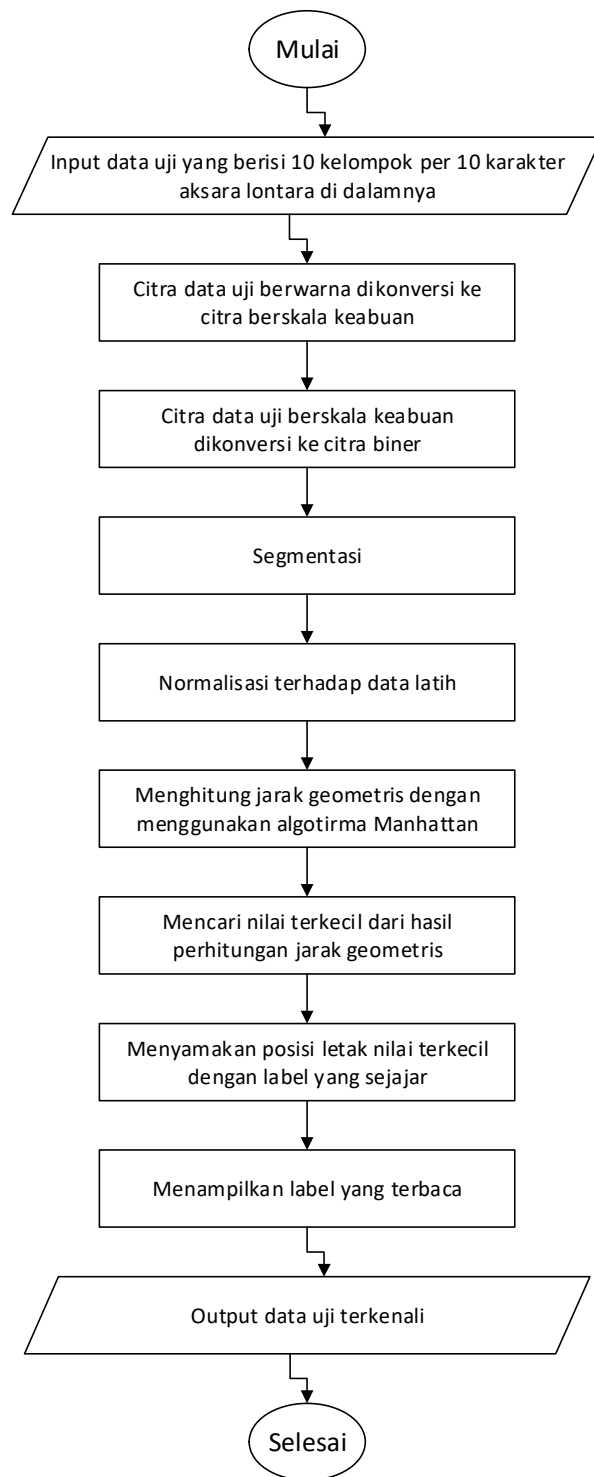 Mulai
Input data uji yang berisi 10 kelompok per 10 karakter
aksara lontara di dalamnya
Citra data uji berwarna dikonversi ke
citra berskala keabuan
Citra data uji berskala keabuan
dikonversi ke citra biner
Segmentasi
Normalisasi terhadap data latih
Menghitung jarak geometris dengan
menggunakan algotirma Manhattan
Mencari nilai terkecil dari hasil
perhitungan jarak geometris
Menyamakan posisi letak nilai terkecil
dengan label yang sejajar
Menampilkan label yang terbaca
Output data uji terkenali
Selesai